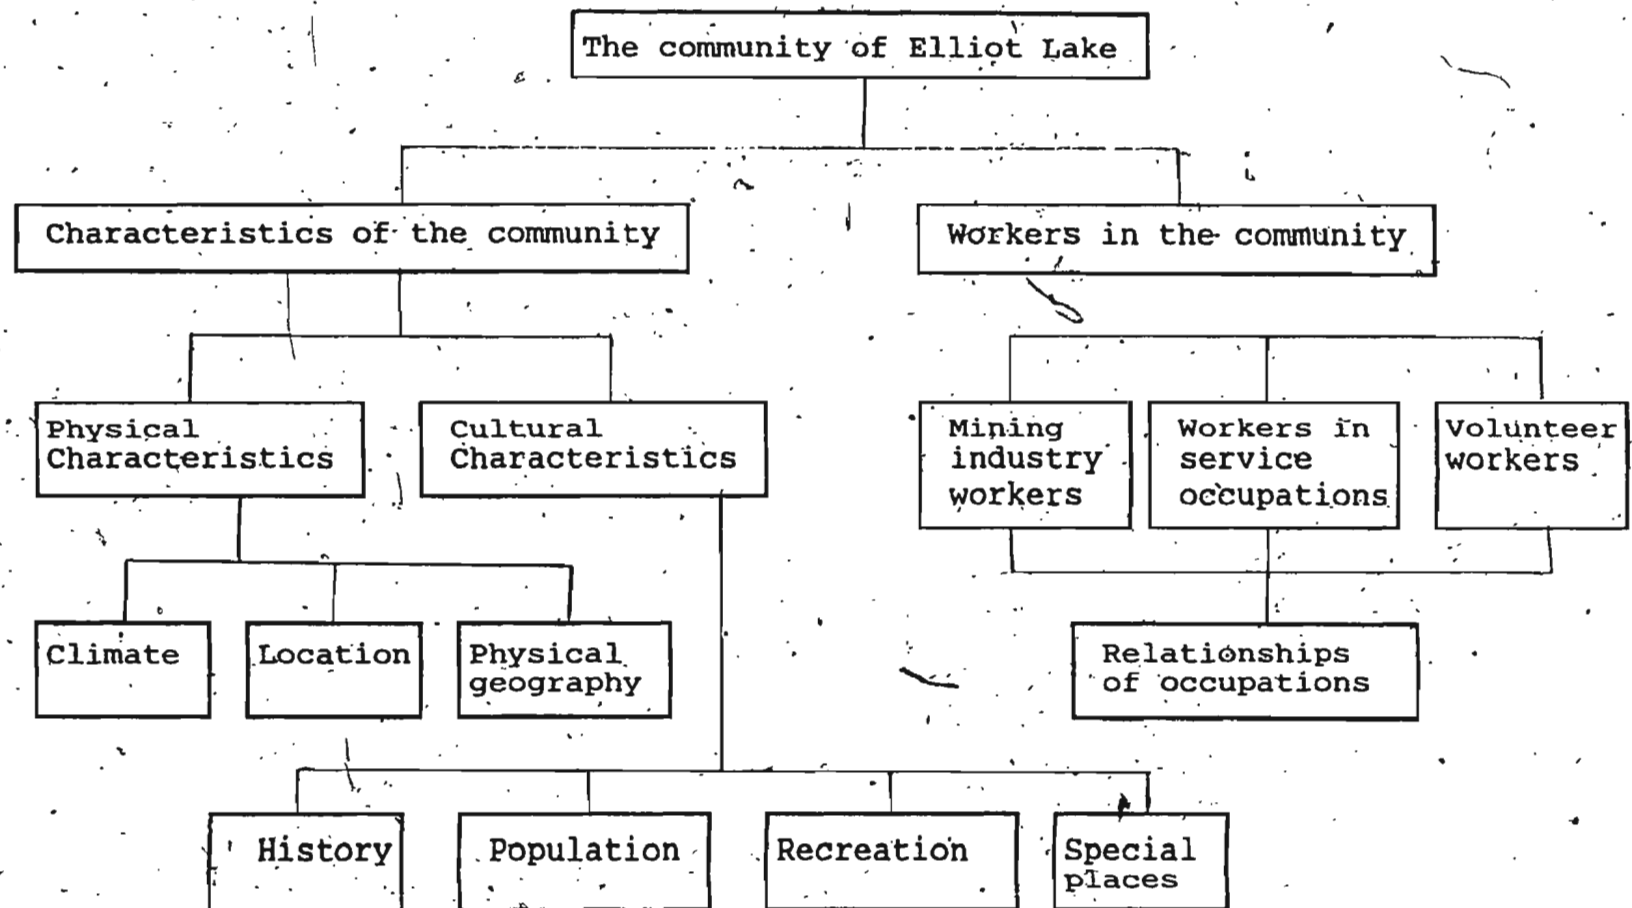 The community of Elliot Lake
Characteristics of the community
Workers in the community
Physical
Characteristics
Cultural
Characteristics
Mining
industry
workers
Workers in
service
occupations
Volunteer
workers
Climate
Location
Physical
geography
Relationships
of occupations
History
Population
Recreation
Special
places